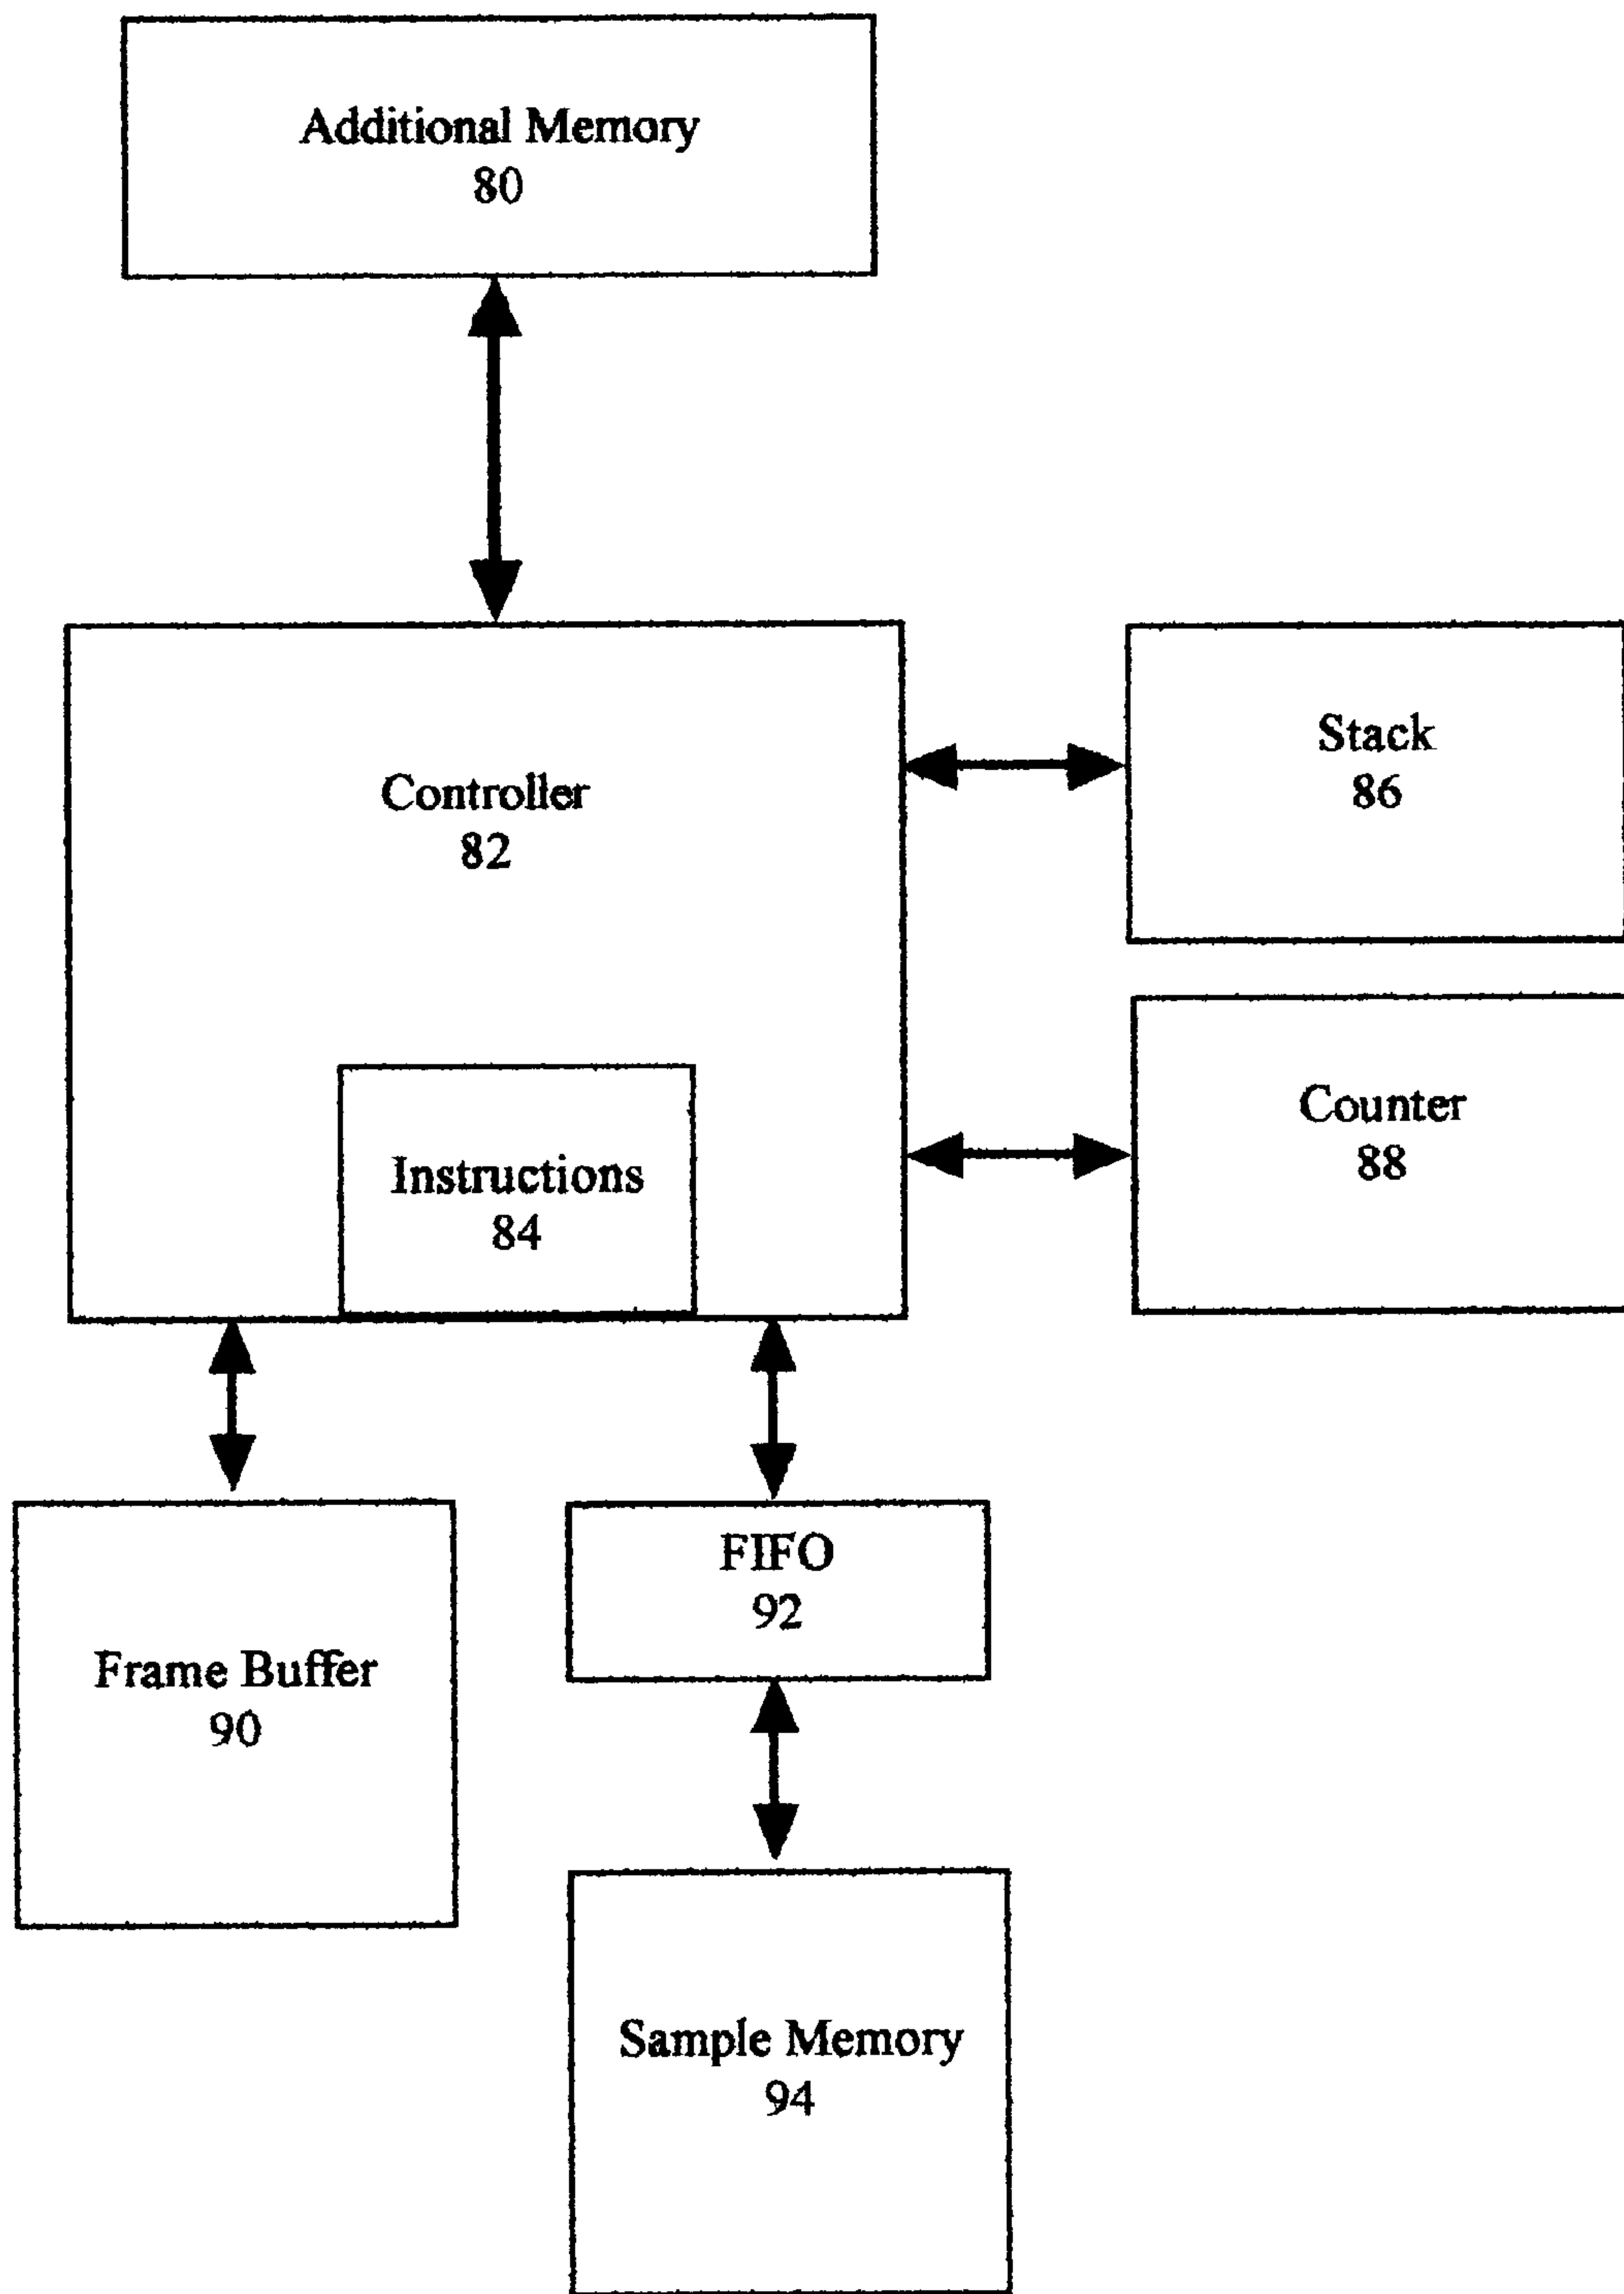 Additional Memory
80
Controller
82
Stack
86
Counter
88
Instructions
84
FIFO
92
Frame Buffer
90
Sample Memory
94